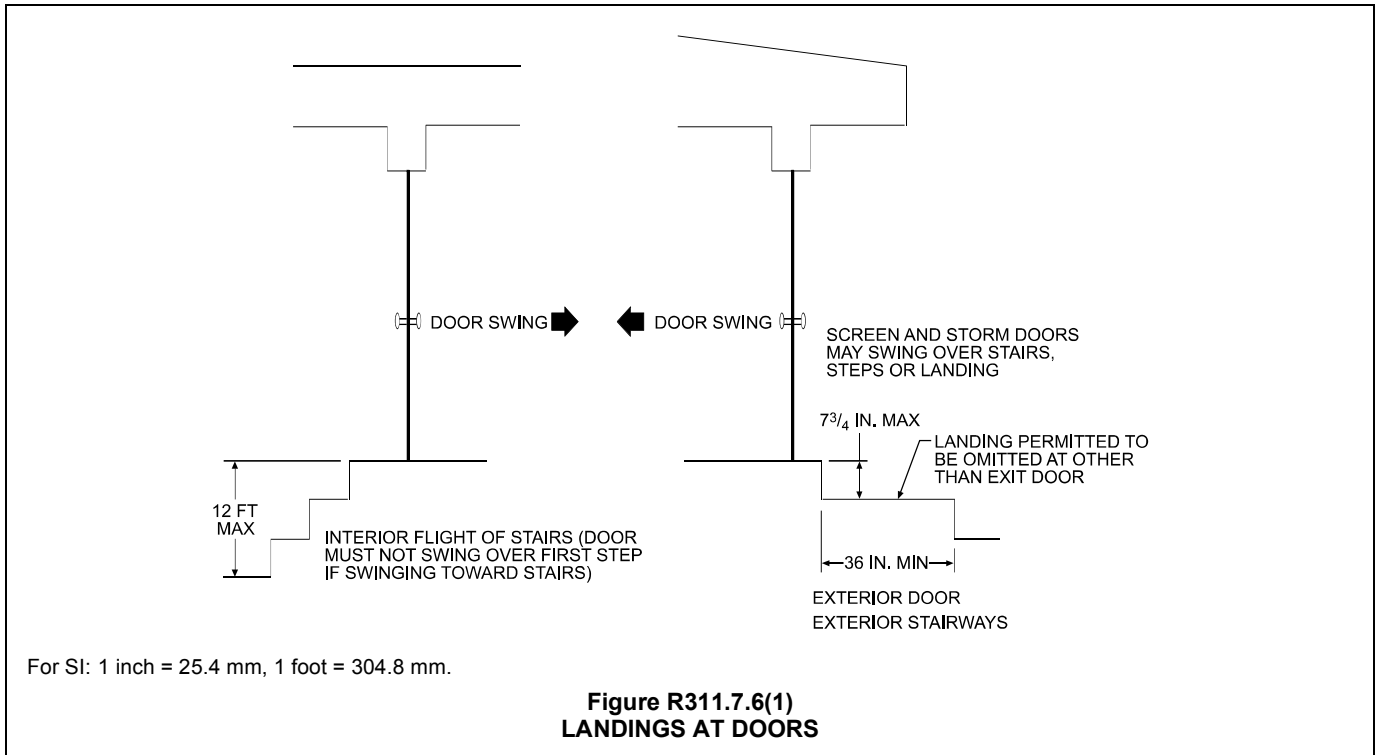 DOOR SWING
DOOR SWING
SCREEN AND STORM DOORS
MAY SWING OVER STAIRS,
STEPS OR LANDING
7 3/4 IN. MAX
LANDING PERMITTED TO
BE OMITTED AT OTHER
THAN EXIT DOOR
12 FT
MAX
INTERIOR FLIGHT OF STAIRS (DOOR
MUST NOT SWING OVER FIRST STEP
IF SWINGING TOWARD STAIRS)
36 IN. MIN
EXTERIOR DOOR
EXTERIOR STAIRWAYS
For SI: 1 inch = 25.4 mm, 1 foot = 304.8 mm.
Figure R311.7.6(1)
LANDINGS AT DOORS